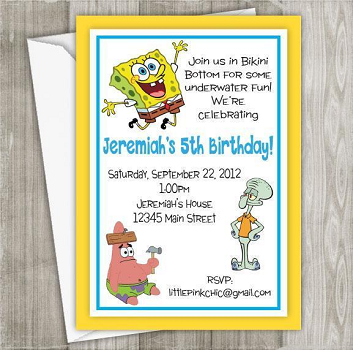 Join us in Bikini
Bottom for some
underwater fun!
We're
celebrating
Jeremiah's 5th Birthday!
Saturday, September 22, 2012
1:00pm
Jeremiah's House
12345 Main Street
RSVP:
littlepinkchic@gmail.com